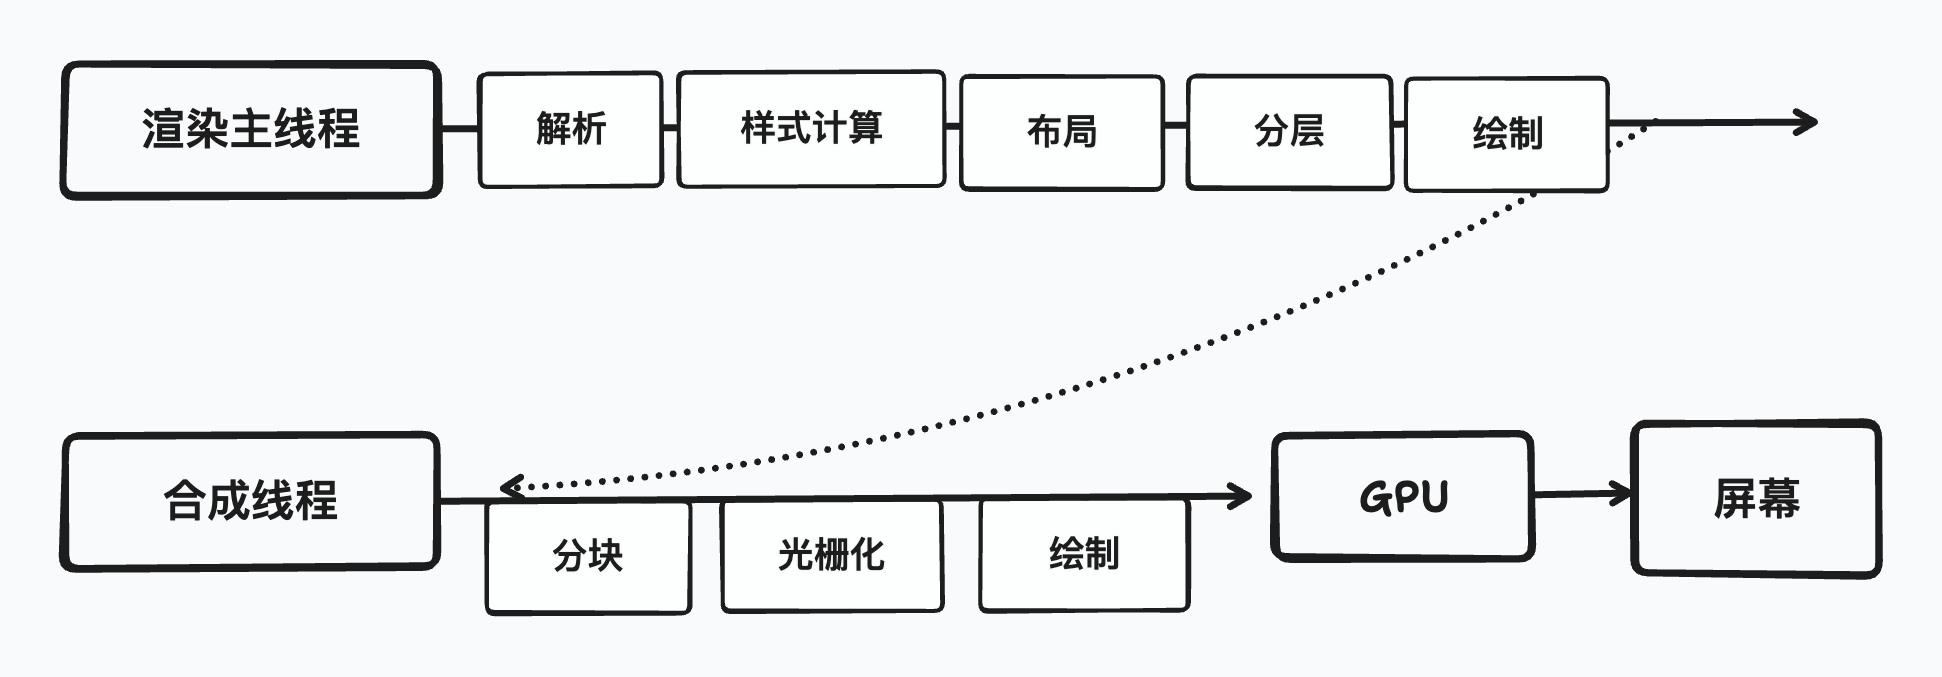 渲染主线程
解析
样式计算
布局
分层
绘制
合成线程
分块
光栅化
绘制
GPU
屏幕